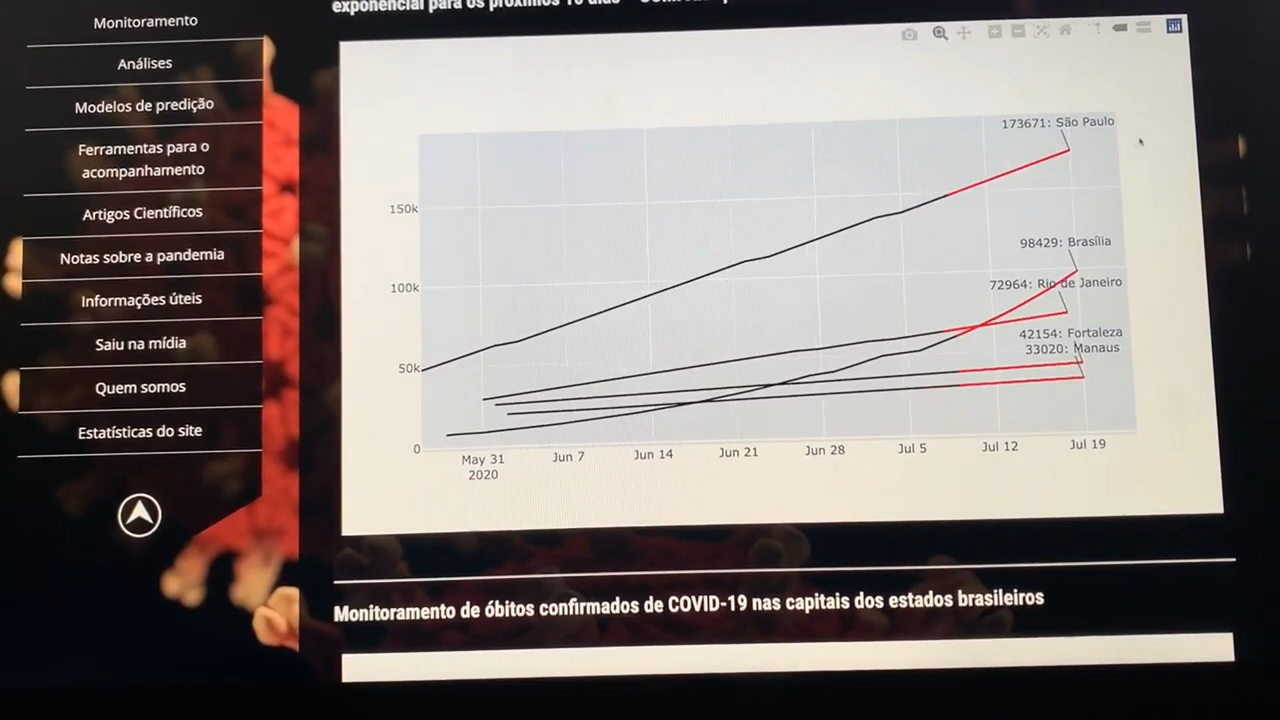 Monitoramento
Análises
Modelos de predição
Ferramentas para o
acompanhamento
Artigos Científicos
Notas sobre a pandemia
Informações úteis
Saiu na mídia
Quem somos
Estatísticas do site
exponencial para os próximos 10 dias
173671: São Paulo
98429: Brasília
72964: Rio de Janeiro
42154: Fortaleza
33020: Manaus
150k
100k
50k
0
May 31
2020
Jun 7
Jun 14
Jun 21
Jun 28
Jul 5
Jul 12
Jul 19
Monitoramento de óbitos confirmados de COVID-19 nas capitais dos estados brasileiros